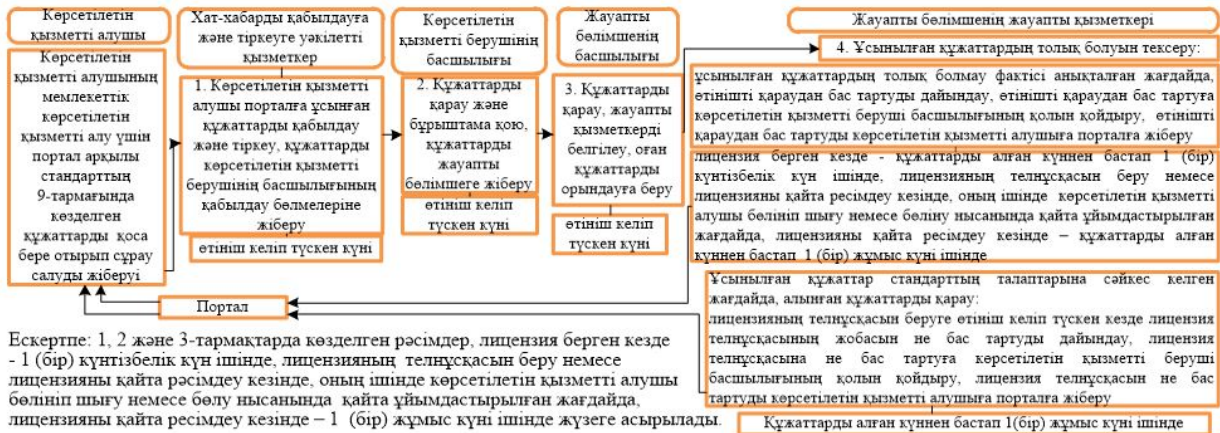 Көрсетілетін
қызметті алушы
Көрсетілетін
қызметті алушының
мемлекеттік
көрсетілетін
қызметті алу үшін
портал арқылы
стандарттың
9-тармағында
көзделген
құжаттарды қоса
бере отырып сұрау
салуды жіберуі
Хат-хабарды қабылдауға
және тіркеуге уәкілетті
қызметкер
1. Көрсетілетін қызметті
алушы порталға ұсынған
құжаттарды қабылдау
және тіркеу, құжаттарды
көрсетілетін қызметті
берушінің басшылығының
қабылдау бөлмелеріне
жіберу
өтініш келіп түскен күні
Көрсетілетін
қызметті берушінің
басшылығы
2. Құжаттарды
қарау және
бұрыштама қою,
құжаттарды
жауапты
бөлімшеге жіберу
өтініш келіп
түскен күні
Жауапты
бөлімшенің
басшылығы
3. Құжаттарды
қарау, жауапты
қызметкерді
белгілеу, оған
құжаттарды
орындауға беру
өтініш келіп
түскен күні
Жауапты бөлімшенің жауапты қызметкері
4. Ұсынылған құжаттардың толық болуын тексеру:
ұсынылған құжаттардың толық болмау фактісі анықталған жағдайда,
өтінішті қараудан бас тартуды дайындау, өтінішті қараудан бас тартуға
көрсетілетін қызметті беруші басшылығының қолын қойдыру, өтінішті
қараудан бас тартуды көрсетілетін қызметті алушыға порталға жіберу
лицензия берген кезде - құжаттарды алған күннен бастап 1 (бір)
күнтізбелік күн ішінде, лицензияның телнұсқасын беру немесе
лицензияны қайта ресімдеу кезінде, оның ішінде көрсетілетін қызметті
алушы бөлініп шығу немесе бөліну нысанында қайта ұйымдастырылған
жағдайда, лицензияны қайта ресімдеу кезінде – құжаттарды алған
күннен бастап 1 (бір) жұмыс күні ішінде
Ұсынылған құжаттар стандарттың талаптарына сәйкес келген
жағдайда, алынған құжаттарды қарау:
лицензияның телнұсқасын беруге өтініш келіп түскен кезде лицензия
телнұсқасының жобасын не бас тартуды дайындау, лицензия
телнұсқасына не бас тартуға көрсетілетін қызметті беруші
басшылығының қолын қойдыру, лицензия телнұсқасын не бас
тартуды көрсетілетін қызметті алушыға порталға жіберу
Құжаттарды алған күннен бастап 1(бір) жұмыс күні ішінде
Портал
Ескертпе: 1, 2 және 3-тармақтарда көзделген рәсімдер, лицензия берген кезде
- 1 (бір) күнтізбелік күн ішінде, лицензияның телнұсқасын беру немесе
лицензияны қайта рәсімдеу кезінде, оның ішінде көрсетілетін қызметті алушы
бөлініп шығу немесе бөлу нысанында қайта ұйымдастырылған жағдайда,
лицензияны қайта ресімдеу кезінде – 1 (бір) жұмыс күні ішінде жүзеге асырылады.